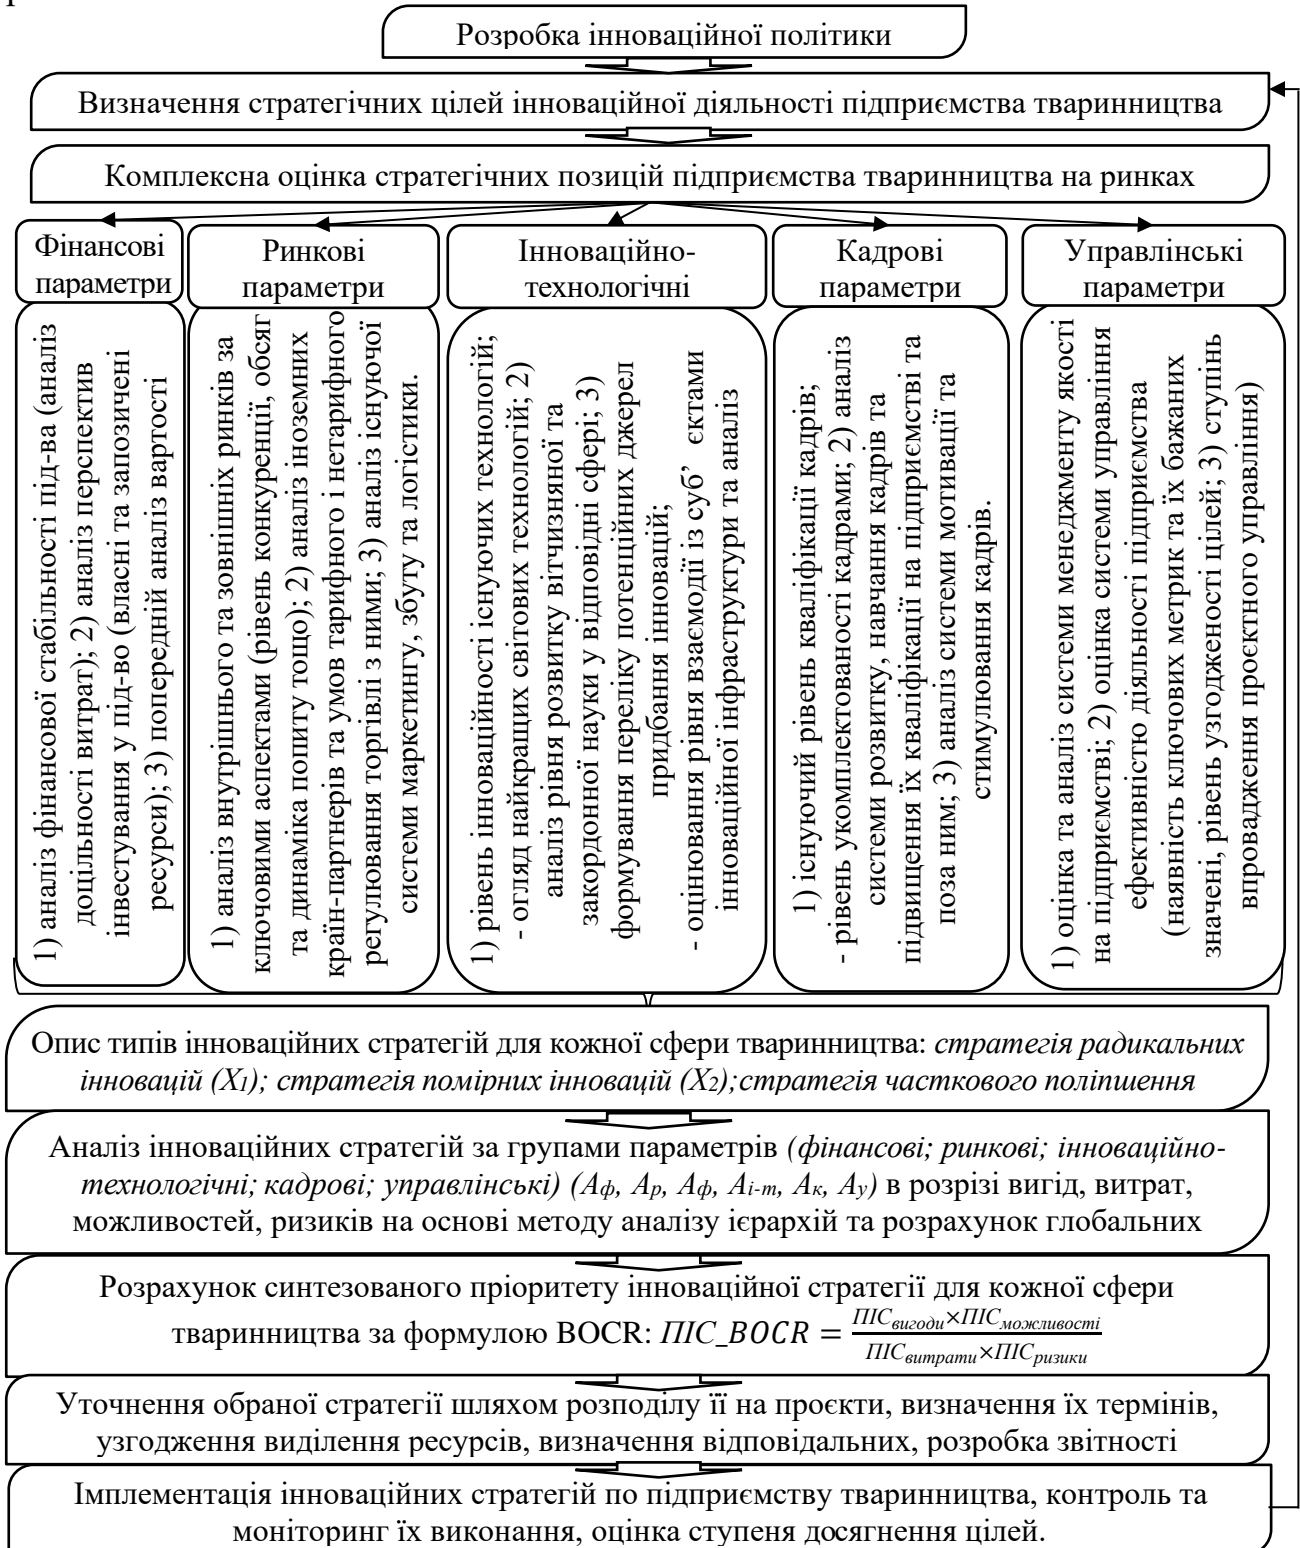 Розробка інноваційної політики
Визначення стратегічних цілей інноваційної діяльності підприємства тваринництва
Комплексна оцінка стратегічних позицій підприємства тваринництва на ринках
Фінансові
параметри
Ринкові
параметри
Інноваційно-
технологічні
Кадрові
параметри
Управлінські
параметри
1) аналіз фінансової стабільності під-ва (аналіз
доцільності витрат); 2) аналіз перспектив
інвестування у під-во (власні та запозичені
ресурси); 3) попередній аналіз вартості
1) аналіз внутрішнього та зовнішніх ринків за
ключовими аспектами (рівень конкуренції, обсяг
та динаміка попиту тощо); 2) аналіз іноземних
країн-партнерів та умов тарифного і нетарифного
регулювання торгівлі з ними; 3) аналіз існуючої
системи маркетингу, збуту та логістики.
1) рівень інноваційності існуючих технологій;
- огляд найкращих світових технологій; 2)
аналіз рівня розвитку вітчизняної та
закордонної науки у відповідні сфері; 3)
формування переліку потенційних джерел
придбання інновацій;
- оцінювання рівня взаємодії із суб’ єктами
інноваційної інфраструктури та аналіз
1) існуючий рівень кваліфікації кадрів;
- рівень укомплектованості кадрами; 2) аналіз
системи розвитку, навчання кадрів та
підвищення їх кваліфікації на підприємстві та
поза ним; 3) аналіз системи мотивації та
стимулювання кадрів.
1) оцінка та аналіз системи менеджменту якості
на підприємстві; 2) оцінка системи управління
ефективністю діяльності підприємства
(наявність ключових метрик та їх бажаних
значені, рівень узгодженості цілей; 3) ступінь
впровадження проєктного управління)
Опис типів інноваційних стратегій для кожної сфери тваринництва: стратегія радикальних
інновацій (X₁); стратегія помірних інновацій (X₂);стратегія часткового поліпшення
Аналіз інноваційних стратегій за групами параметрів (фінансові; ринкові; інноваційно-
технологічні; кадрові; управлінські) (Aф, Aр, Aф, Aі-т, Aк, Aу) в розрізі вигід, витрат,
можливостей, ризиків на основі методу аналізу ієрархій та розрахунок глобальних
Розрахунок синтезованого пріоритету інноваційної стратегії для кожної сфери
тваринництва за формулою BOCR: ПІС_BOCR = ПІСвигоди×ПІСможливості
ПІСвитрати×ПІСризики
Уточнення обраної стратегії шляхом розподілу її на проєкти, визначення їх термінів,
узгодження виділення ресурсів, визначення відповідальних, розробка звітності
Імплементація інноваційних стратегій по підприємству тваринництва, контроль та
моніторинг їх виконання, оцінка ступеня досягнення цілей.